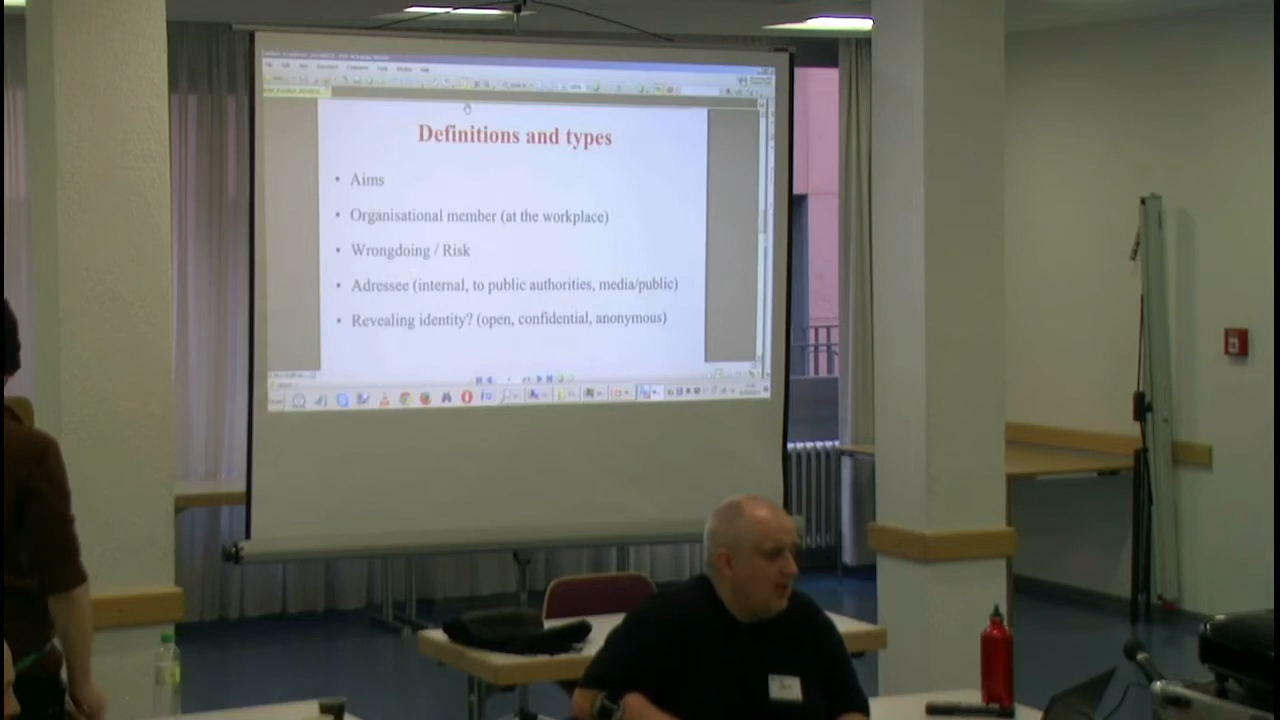 Definitions and types
• Aims
• Organisational member (at the workplace)
• Wrongdoing / Risk
• Adressee (internal, to public authorities, media/public)
• Revealing identity? (open, confidential, anonymous)